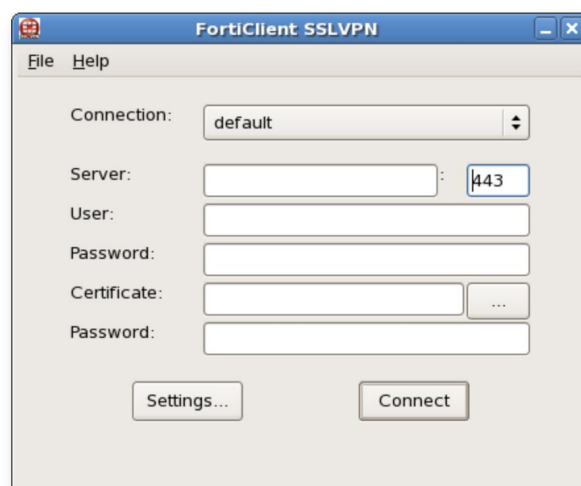 FortiClient SSLVPN
File Help
Connection: default
Server: : 443
User:
Password:
Certificate: ...
Password:
Settings... Connect